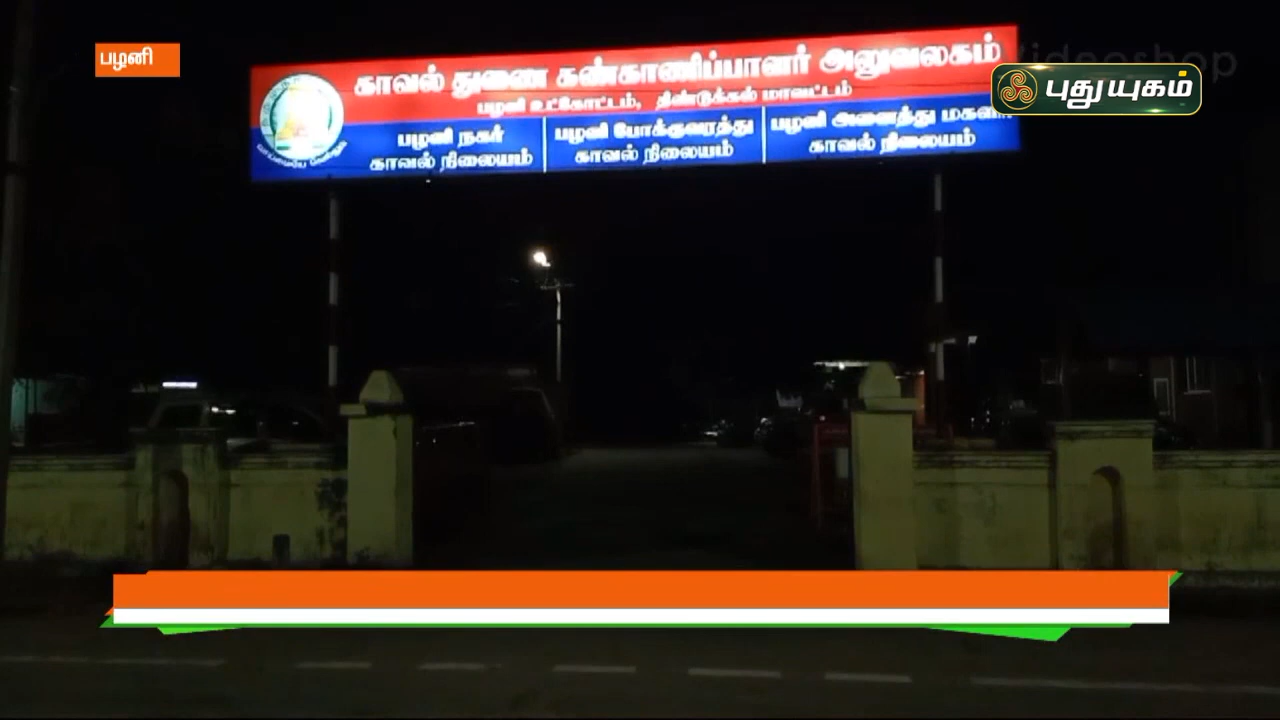 பழனி
காவல் துணை கண்காணிப்பாளர் அனுவலகம்
பழனி உட்கோட்டம், திண்டுக்கல் மாவட்டம்
புதுயுகம்
பழனி நகர்
காவல் நிலையம்
பழனி போக்குவரத்து
காவல் நிலையம்
பழனி அனைத்து மகளிர்
காவல் நிலையம்